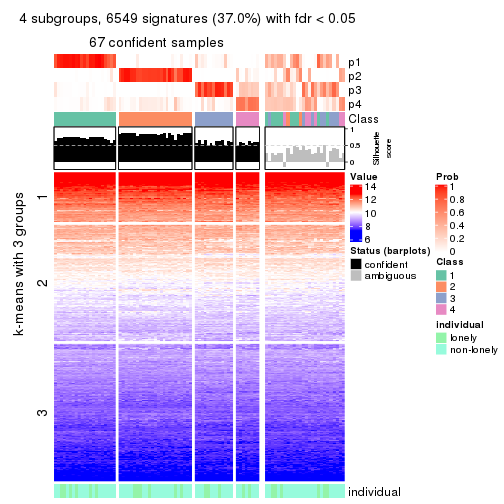 4 subgroups, 6549 signatures (37.0%) with fdr < 0.05
67 confident samples
p1
p2
p3
p4
Class
1
0.5
0
Silhouette
score
k-means with 3 groups
1
2
3
individual
Value
14
12
10
8
6
Status (barplots)
confident
ambiguous
Prob
1
0.8
0.6
0.4
0.2
0
Class
1
2
3
4
individual
lonely
non-lonely